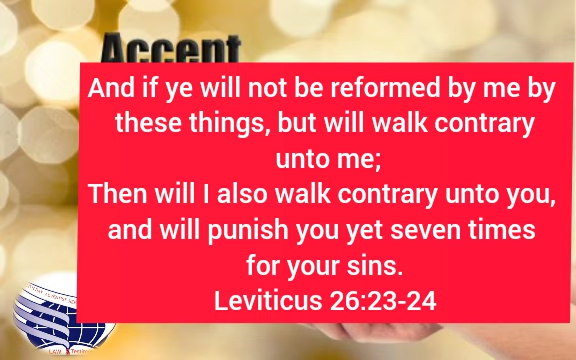 Accent
And if ye will not be reformed by me by
these things, but will walk contrary
unto me;
Then will I also walk contrary unto you,
and will punish you yet seven times
for your sins.
Leviticus 26:23-24
LAW